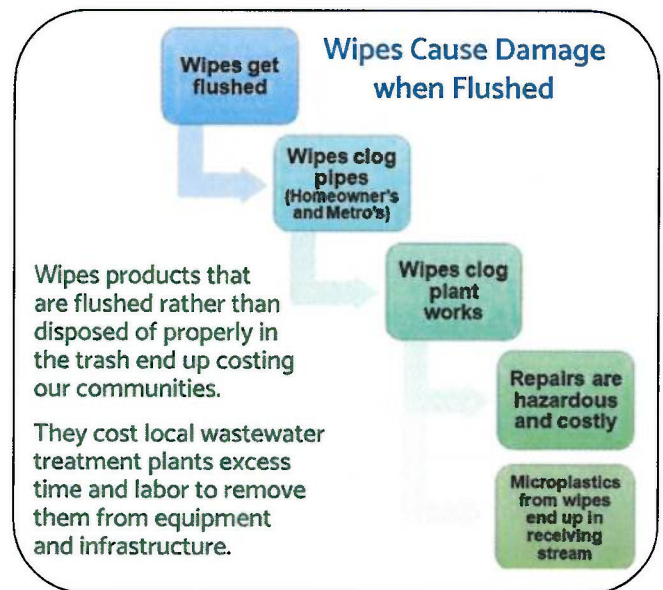 Wipes Cause Damage
when Flushed
Wipes get
flushed
Wipes clog
pipes
(Homeowner's
and Metro's)
Wipes clog
plant
works
Repairs are
hazardous
and costly
Microplastics
from wipes
end up in
receiving
stream
Wipes products that
are flushed rather than
disposed of properly in
the trash end up costing
our communities.
They cost local wastewater
treatment plants excess
time and labor to remove
them from equipment
and infrastructure.